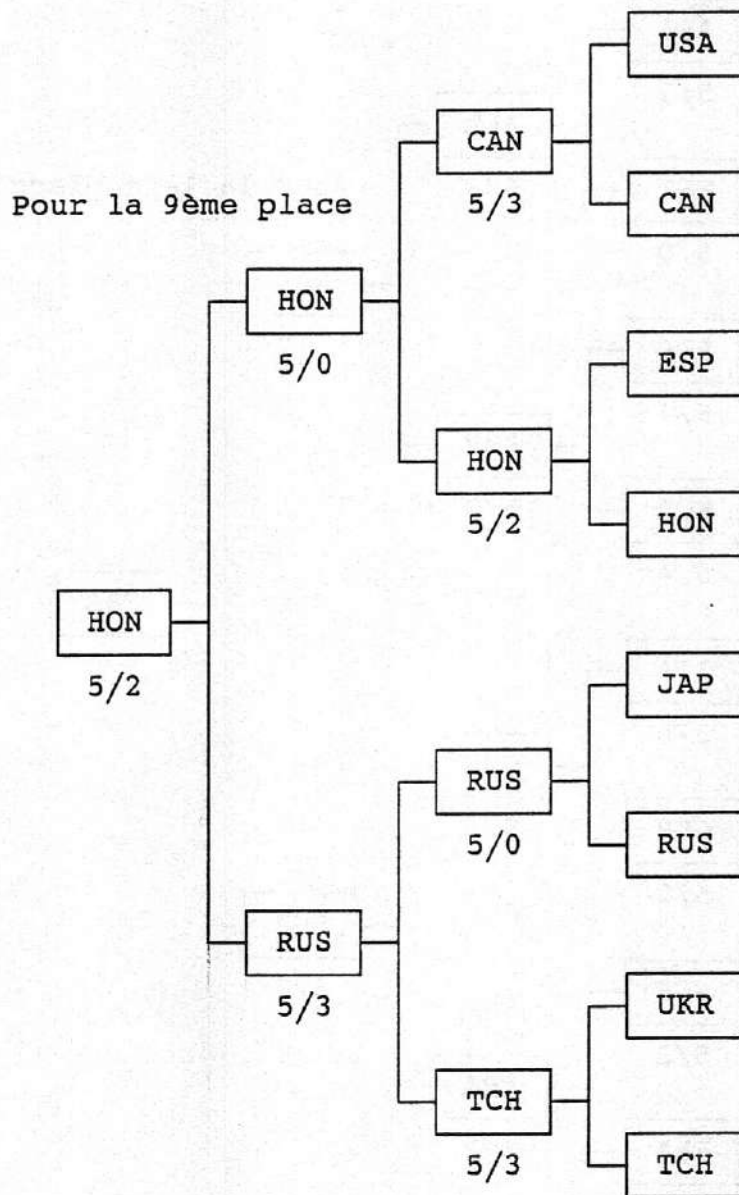 USA
CAN
5/3
CAN
Pour la 9ème place
HON
5/0
ESP
HON
5/2
HON
HON
5/2
JAP
RUS
5/0
RUS
RUS
5/3
UKR
TCH
5/3
TCH